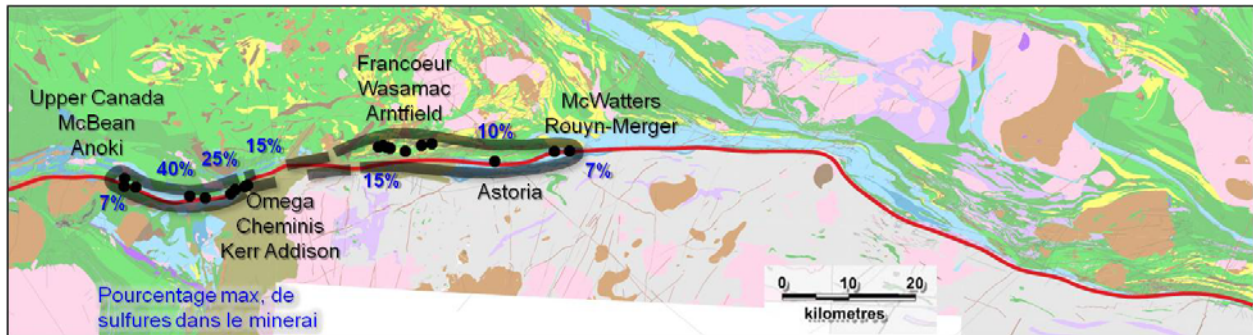 Upper Canada
McBean
Anoki
7%
40%
25%
15%
Francoeur
Wasamac
Arntfield
10%
15%
McWatters
Rouyn-Merger
7%
Astoria
Omega
Cheminis
Kerr Addison
Pourcentage max, de
sulfures dans le minerai
0 10 20
kilometres